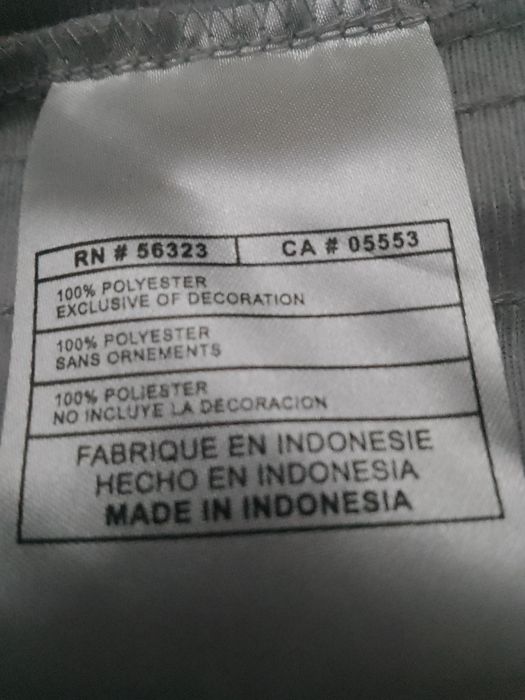 RN # 56323 CA # 05553
100% POLYESTER
EXCLUSIVE OF DECORATION
100% POLYESTER
SANS ORNEMENTS
100% POLIESTER
NO INCLUYE LA DECORACION
FABRIQUE EN INDONESIE
HECHO EN INDONESIA
MADE IN INDONESIA